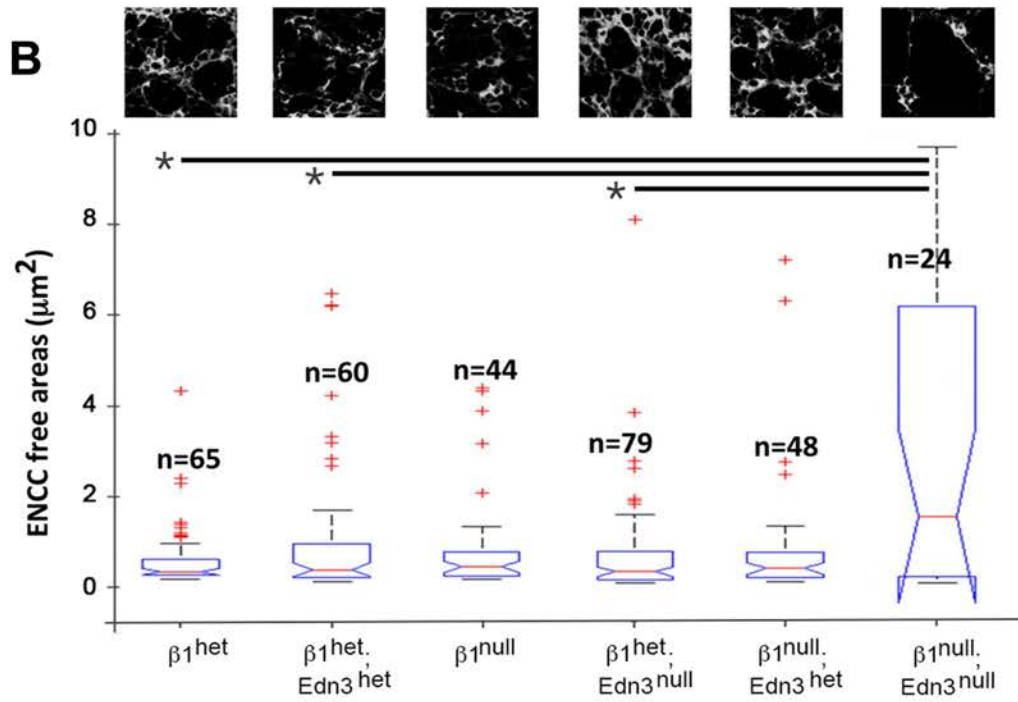 B
10
8
6
4
2
0
ENCC free areas (μm²)
*
*
*
n=65
n=60
n=44
n=79
n=48
n=24
β1het
β1het;
Edn3het
β1null
β1het;
Edn3null
β1null;
Edn3het
β1null;
Edn3null